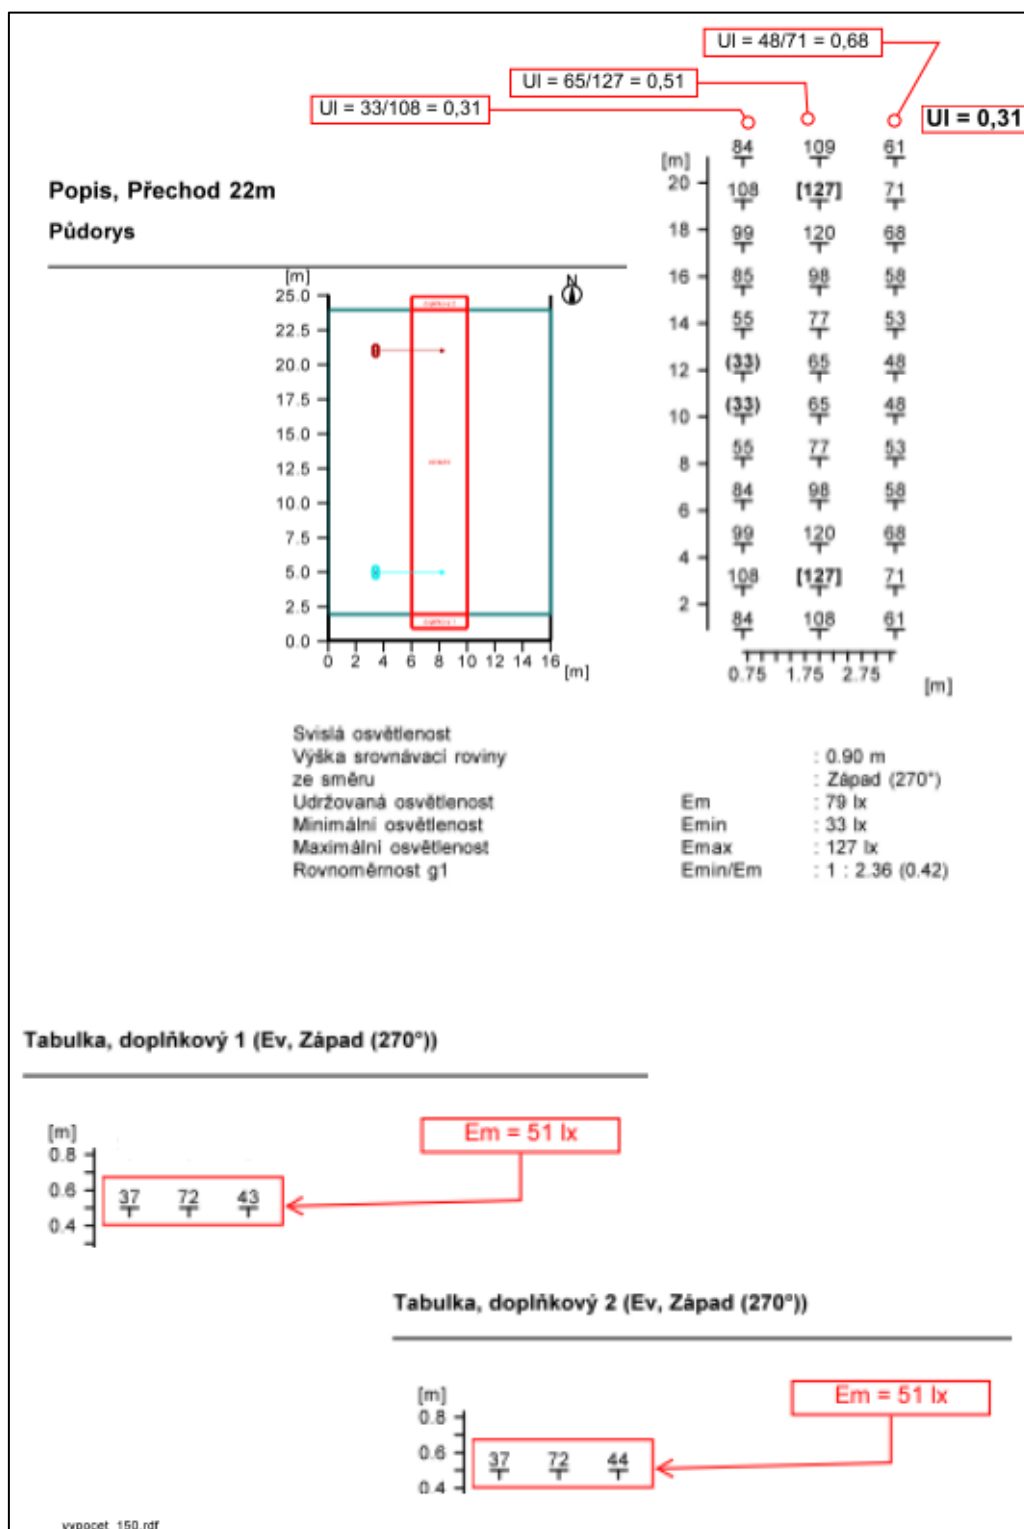 Ul = 48/71 = 0,68
Ul = 65/127 = 0,51
Ul = 33/108 = 0,31
Ul = 0,31
Popis, Přechod 22m
Půdorys
[m]
25.0
22.5
20.0
17.5
15.0
12.5
10.0
7.5
5.0
2.5
0.0
0 2 4 6 8 10 12 14 16
[m]
N
[m]
20
18
16
14
12
10
8
6
4
2
84 109 61
108 [127] 71
99 120 68
85 98 58
55 77 53
(33) 65 48
(33) 65 48
55 77 53
84 98 58
99 120 68
108 [127] 71
84 108 61
0.75 1.75 2.75
[m]
Svislá osvětlenost
Výška srovnávací roviny : 0.90 m
ze směru : Západ (270°)
Udržovaná osvětlenost Em : 79 lx
Minimální osvětlenost Emin : 33 lx
Maximální osvětlenost Emax : 127 lx
Rovnoměrnost g1 Emin/Em : 1 : 2.36 (0.42)
Tabulka, doplňkový 1 (Ev, Západ (270°))
Em = 51 lx
[m]
0.8
0.6
0.4
37 72 43
Tabulka, doplňkový 2 (Ev, Západ (270°))
Em = 51 lx
[m]
0.8
0.6
0.4
37 72 44
vypocet_150.rdf